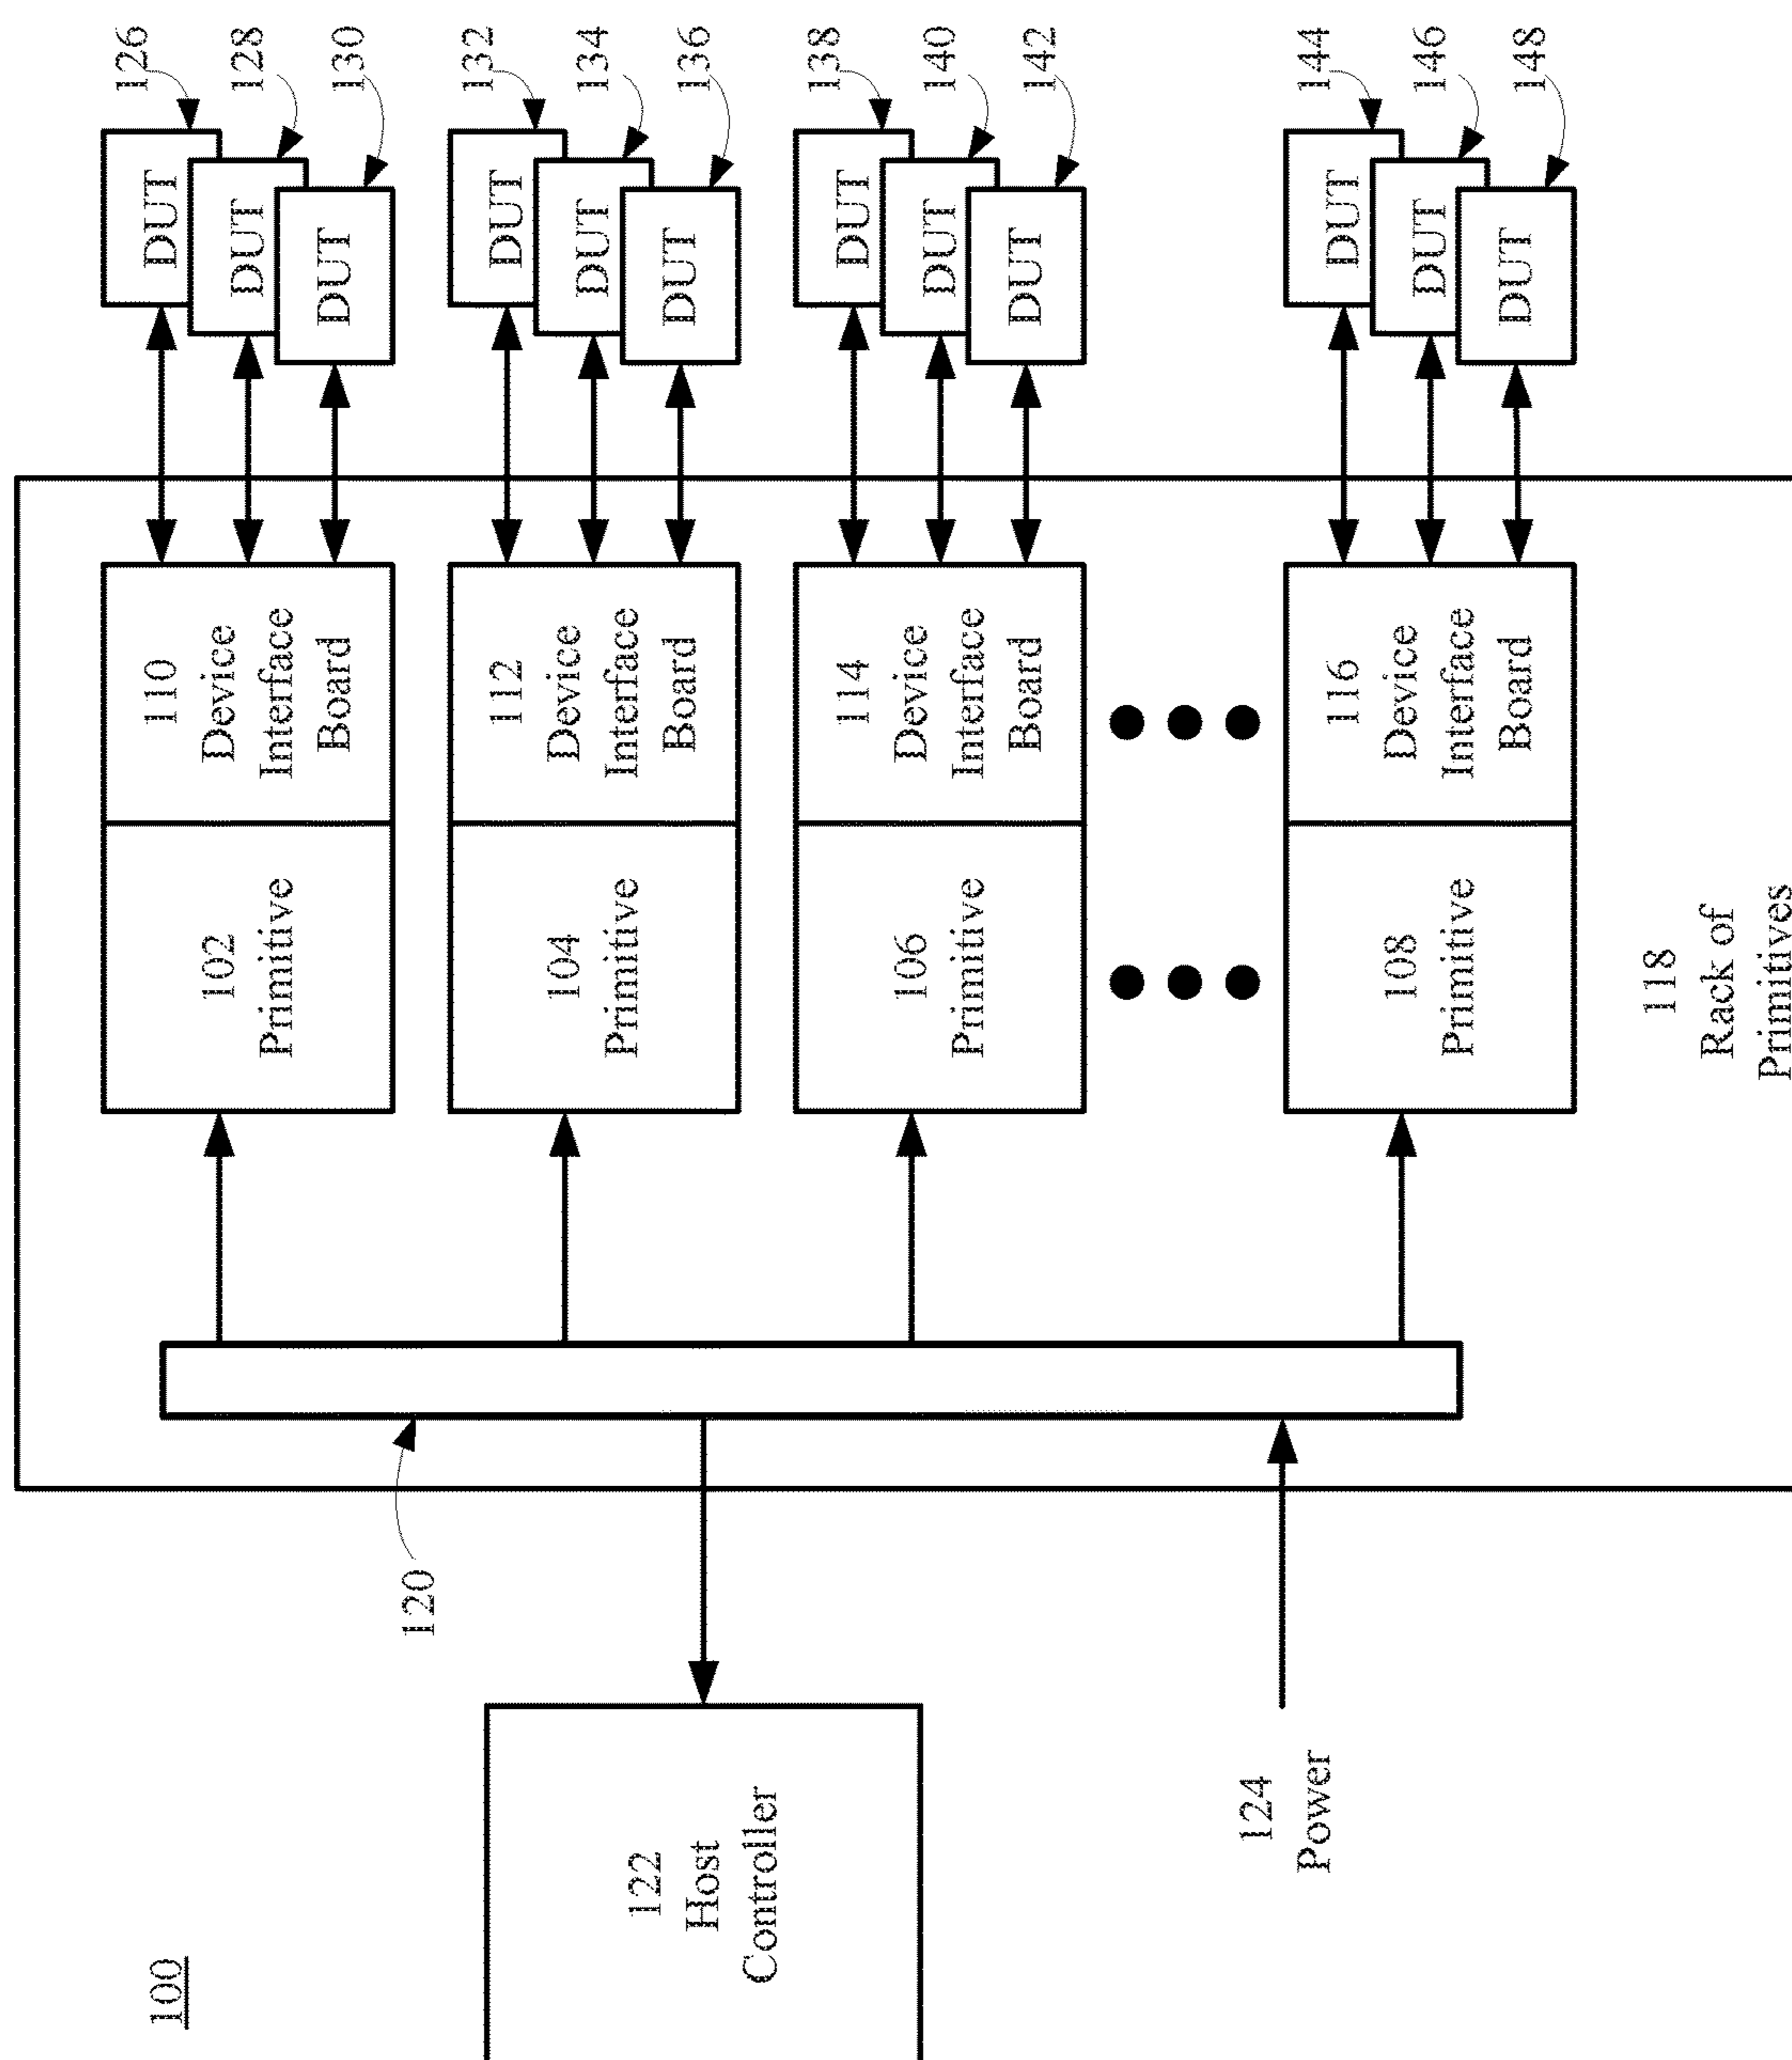 100
122
Host
Controller
124
Power
120
102
Primitive
110
Device
Interface
Board
DUT
DUT
DUT
126
128
130
104
Primitive
112
Device
Interface
Board
DUT
DUT
DUT
132
134
136
106
Primitive
114
Device
Interface
Board
DUT
DUT
DUT
138
140
142
108
Primitive
116
Device
Interface
Board
DUT
DUT
DUT
144
146
148
118
Rack of
Primitives